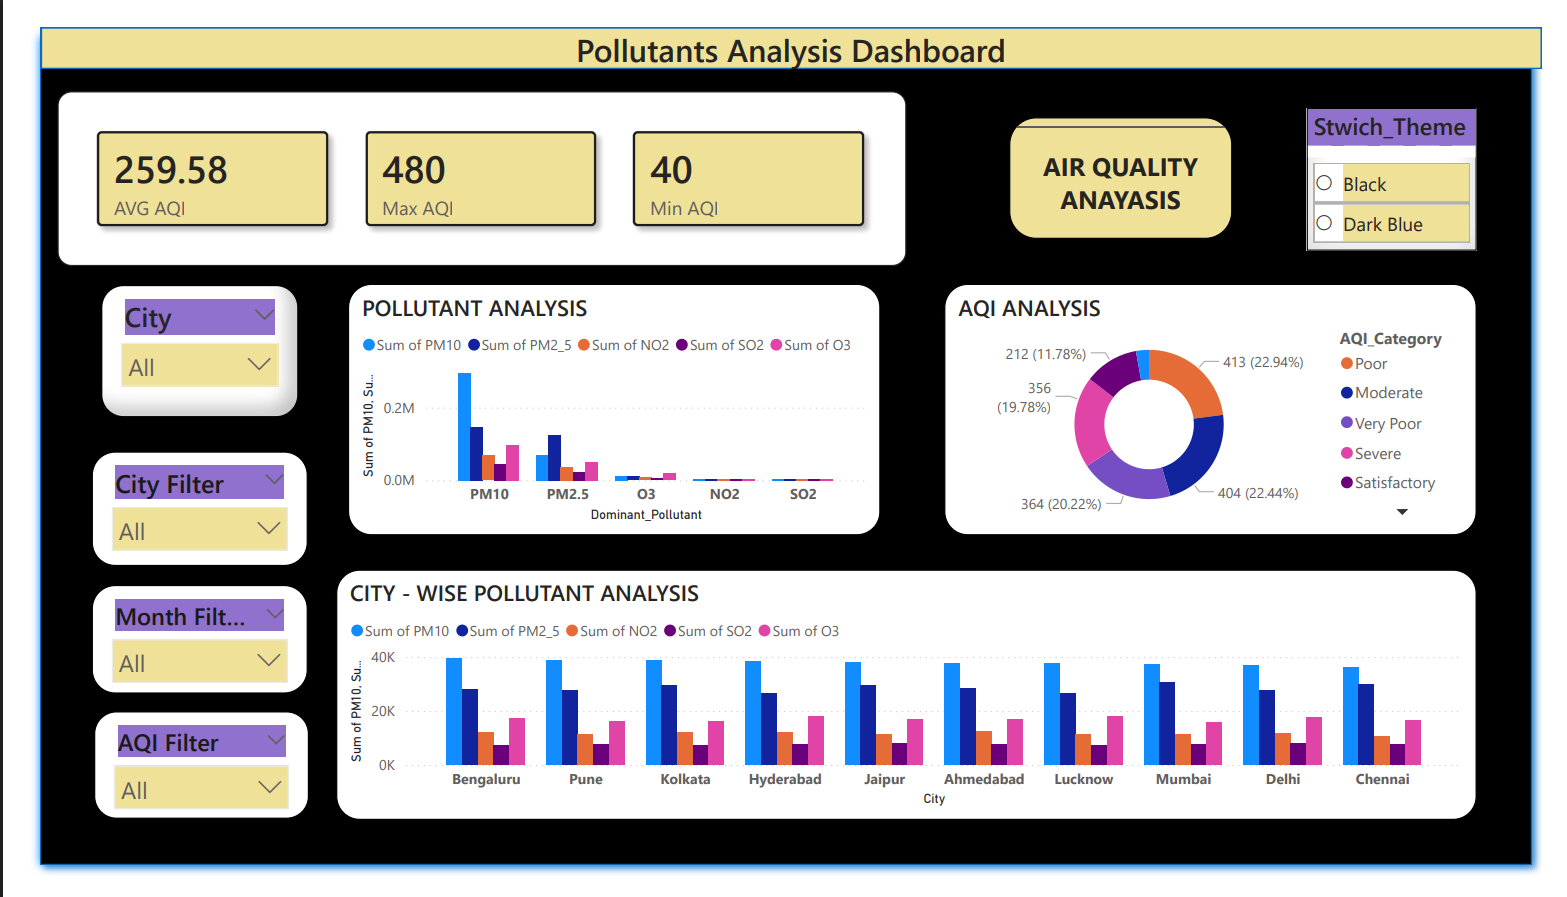 Pollutants Analysis Dashboard
259.58
AVG AQI
480
Max AQI
40
Min AQI
AIR QUALITY
ANAYASIS
Stwich_Theme
Black
Dark Blue
City
All
City Filter
All
Month Filt...
All
AQI Filter
All
POLLUTANT ANALYSIS
Sum of PM10 Sum of PM2_5 Sum of NO2 Sum of SO2 Sum of O3
Sum of PM10, Su...
0.2M
0.0M
PM10 PM2.5 O3 NO2 SO2
Dominant_Pollutant
AQI ANALYSIS
212 (11.78%)
413 (22.94%)
356
(19.78%)
364 (20.22%)
404 (22.44%)
AQI_Category
Poor
Moderate
Very Poor
Severe
Satisfactory
CITY - WISE POLLUTANT ANALYSIS
Sum of PM10 Sum of PM2_5 Sum of NO2 Sum of SO2 Sum of O3
Sum of PM10, Su...
40K
20K
0K
Bengaluru Pune Kolkata Hyderabad Jaipur Ahmedabad Lucknow Mumbai Delhi Chennai
City